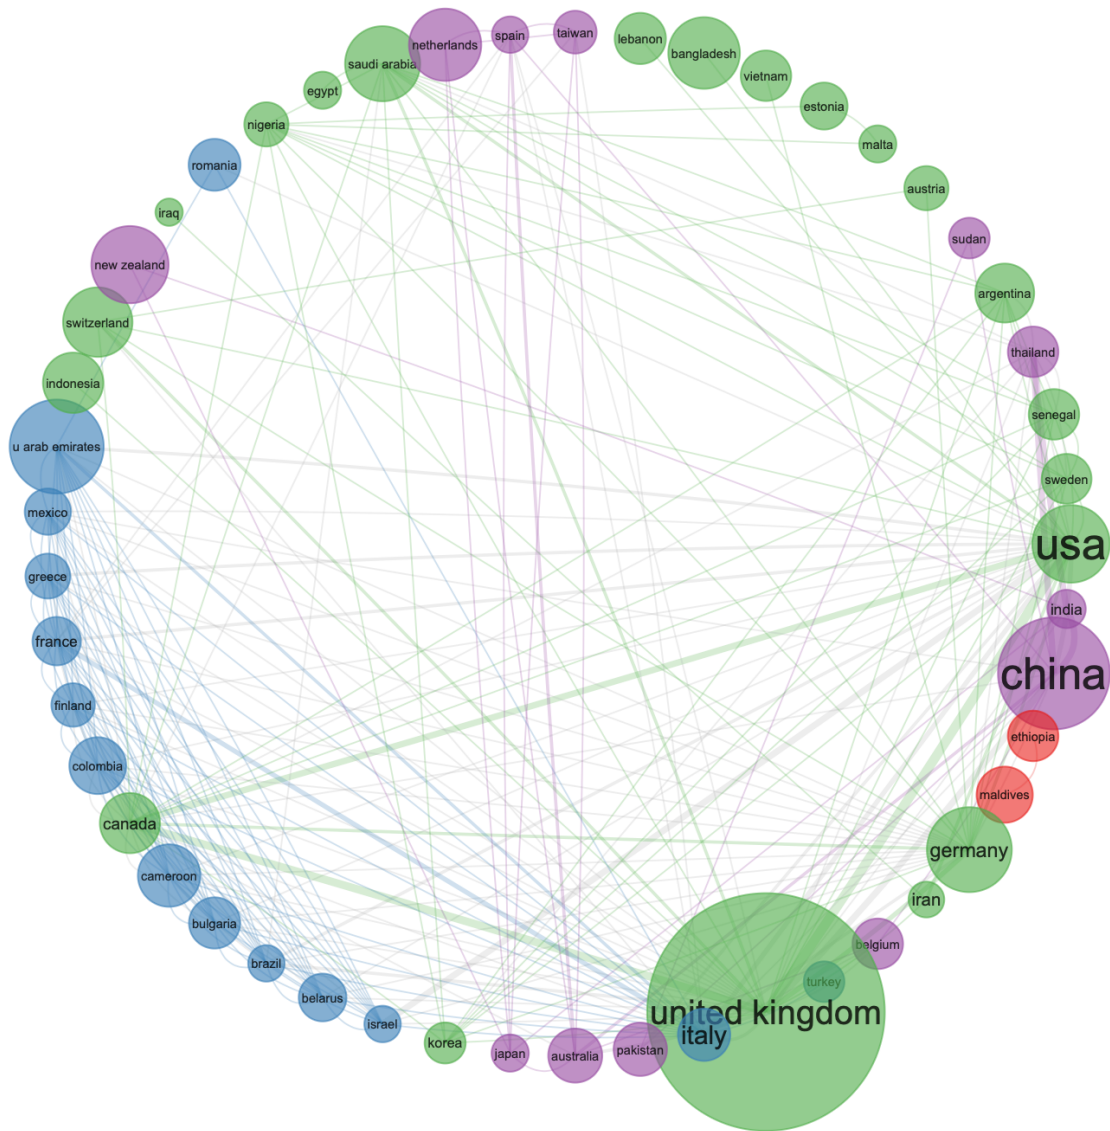 taiwan
spain
netherlands
lebanon
bangladesh
saudi arabia
vietnam
egypt
estonia
nigeria
malta
romania
austria
iraq
sudan
new zealand
argentina
switzerland
thailand
indonesia
senegal
u arab emirates
sweden
mexico
usa
greece
india
france
china
finland
ethiopia
colombia
maldives
canada
germany
cameroon
iran
bulgaria
belgium
brazil
turkey
belarus
united kingdom
israel
italy
korea
pakistan
japan
australia